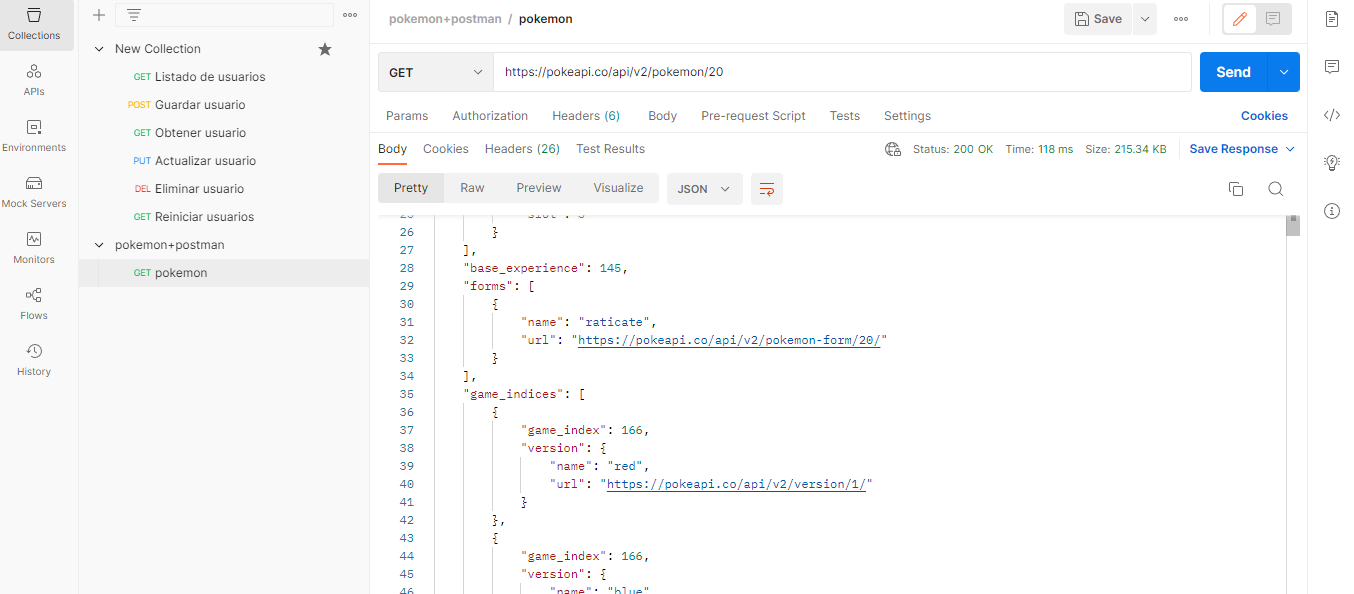 Collections
APIs
Environments
Mock Servers
Monitors
Flows
History
New Collection
GET Listado de usuarios
POST Guardar usuario
GET Obtener usuario
PUT Actualizar usuario
DEL Eliminar usuario
GET Reiniciar usuarios
pokemon+postman
GET pokemon
pokemon+postman / pokemon
Save
GET https://pokeapi.co/api/v2/pokemon/20 Send
Params Authorization Headers (6) Body Pre-request Script Tests Settings Cookies
Body Cookies Headers (26) Test Results Status: 200 OK Time: 118 ms Size: 215.34 KB Save Response
Pretty Raw Preview Visualize JSON
26 }
27 ],
28 "base_experience": 145,
29 "forms": [
30 {
31 "name": "raticate",
32 "url": "https://pokeapi.co/api/v2/pokemon-form/20/"
33 }
34 ],
35 "game_indices": [
36 {
37 "game_index": 166,
38 "version": {
39 "name": "red",
40 "url": "https://pokeapi.co/api/v2/version/1/"
41 }
42 },
43 {
44 "game_index": 166,
45 "version": {
46 "name": "blue"